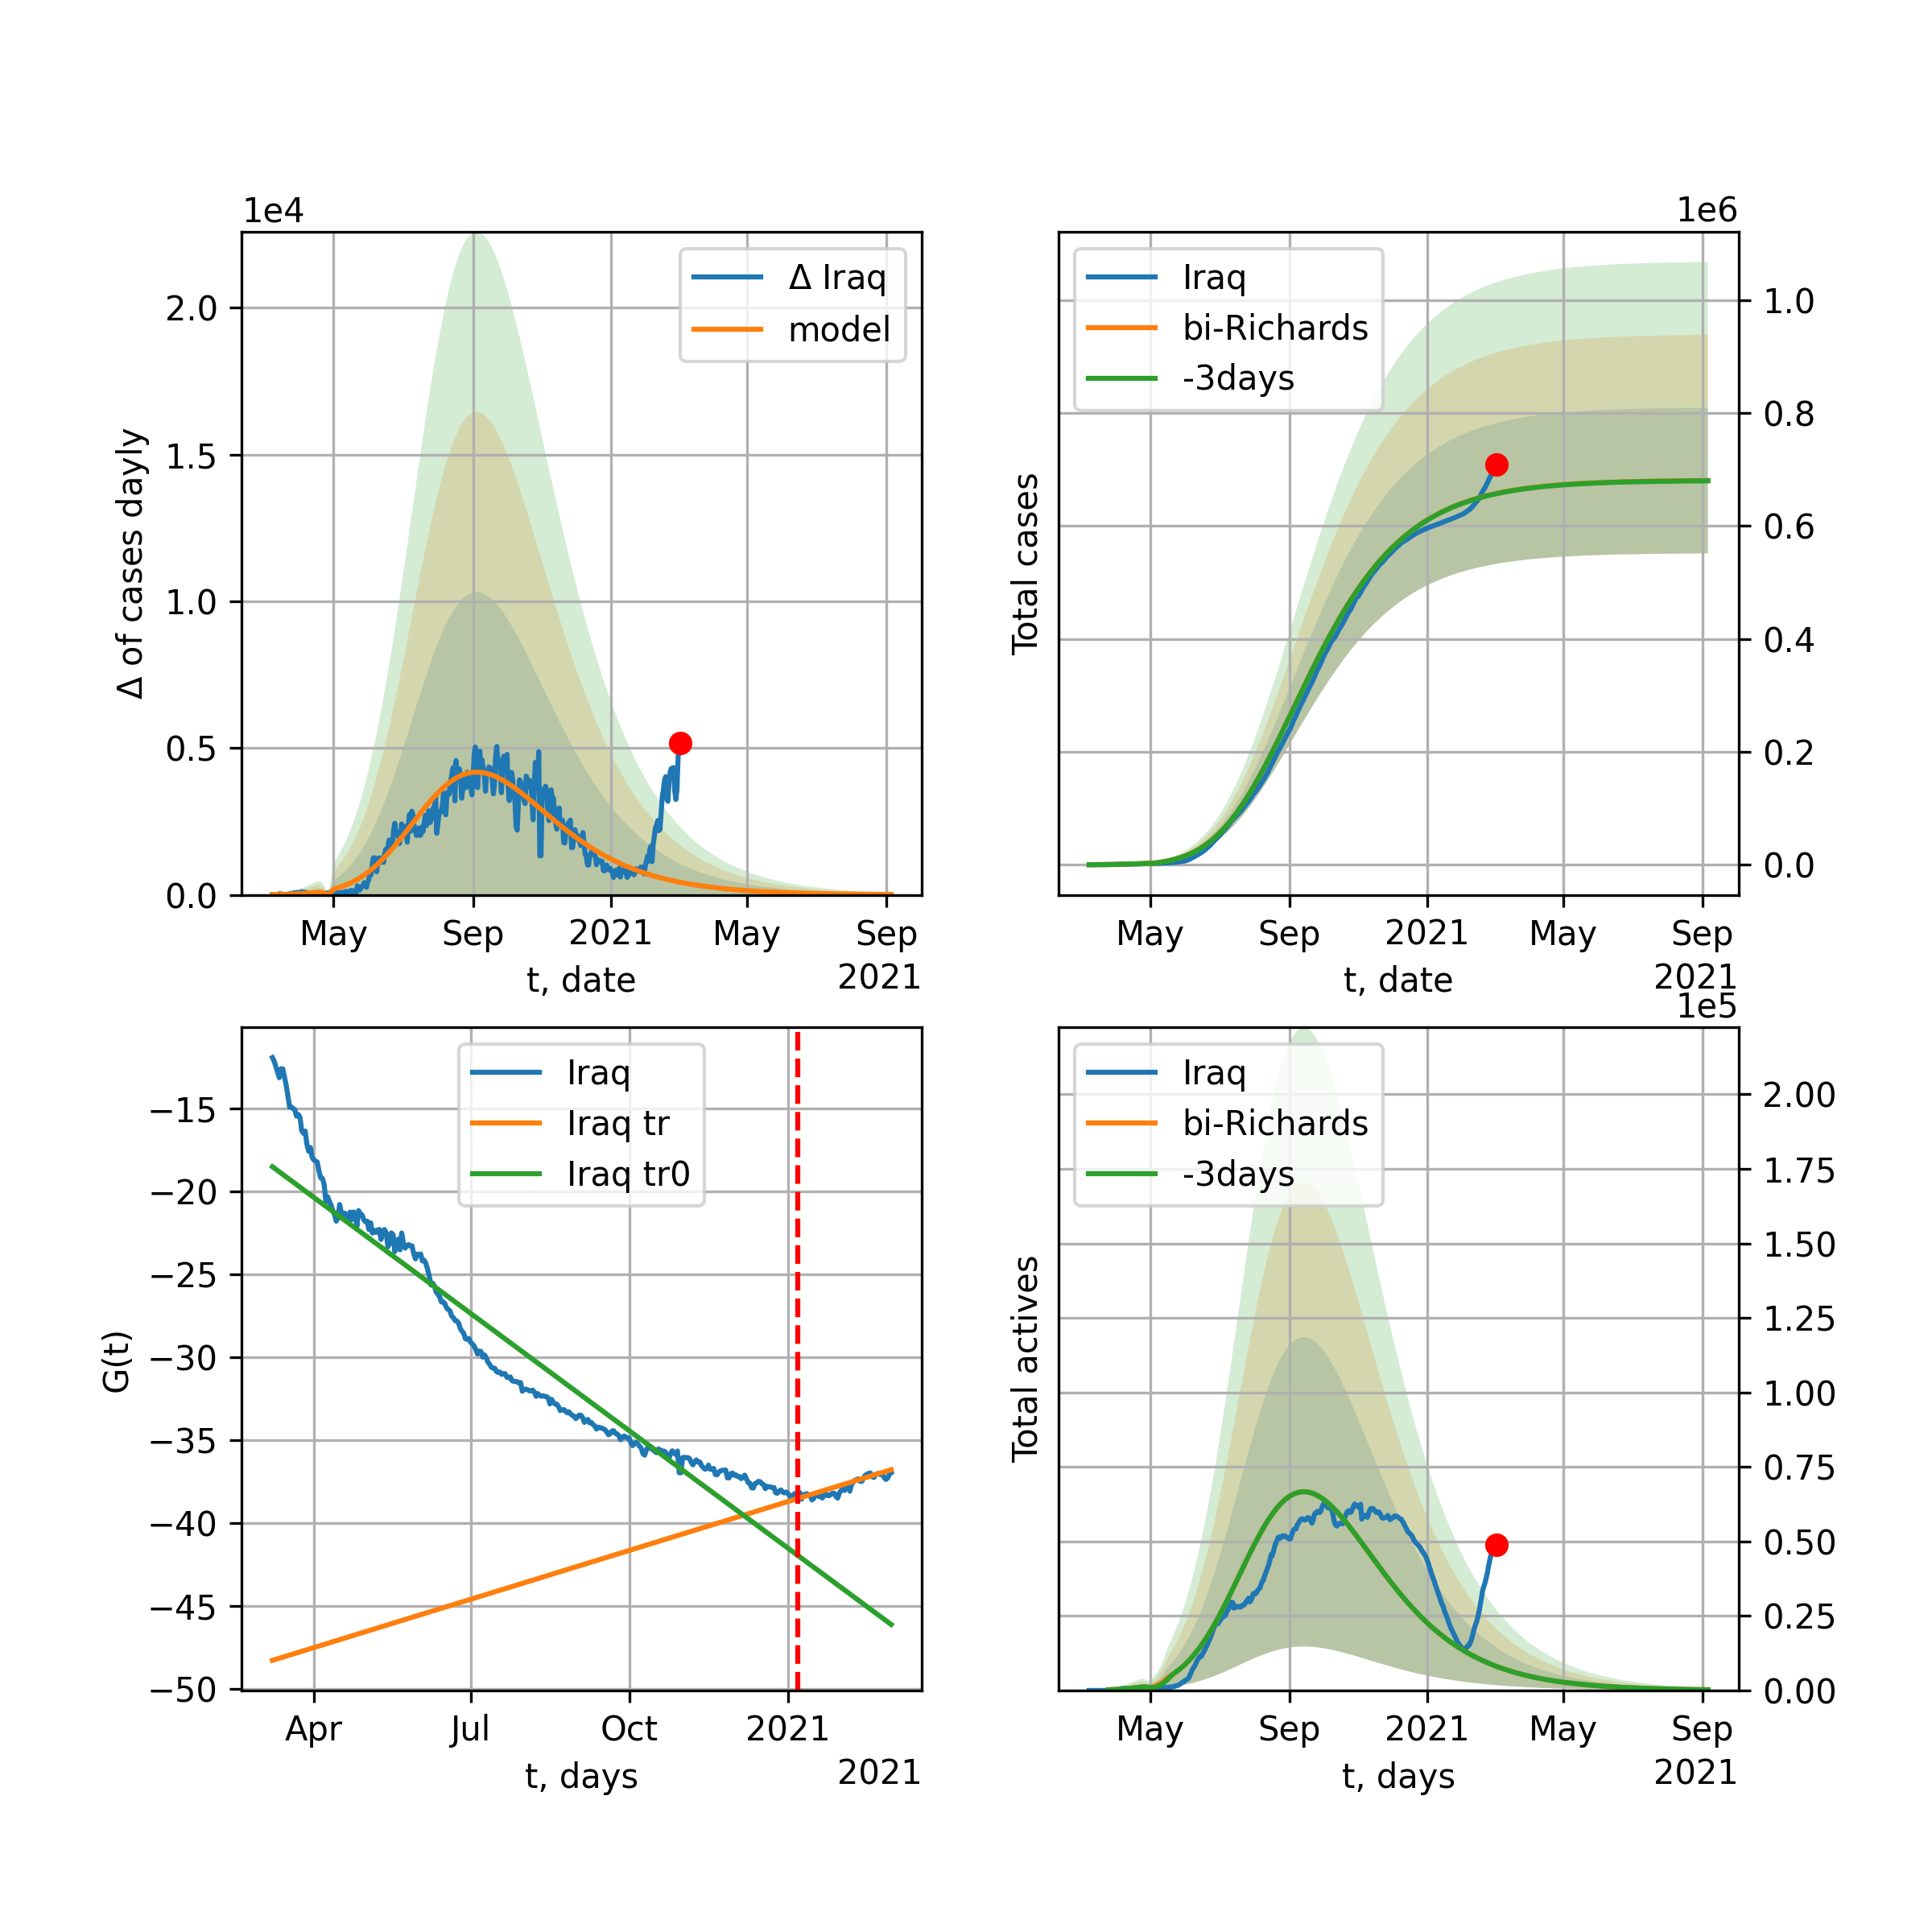 1e4
Δ of cases dayly
2.0
1.5
1.0
0.5
0.0
Δ Iraq
model
May Sep 2021 May Sep
t, date
2021
1e6
Total cases
Iraq
bi-Richards
-3days
1.0
0.8
0.6
0.4
0.2
0.0
May Sep 2021 May Sep
t, date
2021
G(t)
−15
−20
−25
−30
−35
−40
−45
−50
Iraq
Iraq tr
Iraq tr0
Apr Jul Oct 2021
t, days
2021
1e5
Total actives
Iraq
bi-Richards
-3days
2.00
1.75
1.50
1.25
1.00
0.75
0.50
0.25
0.00
May Sep 2021 May Sep
t, days
2021